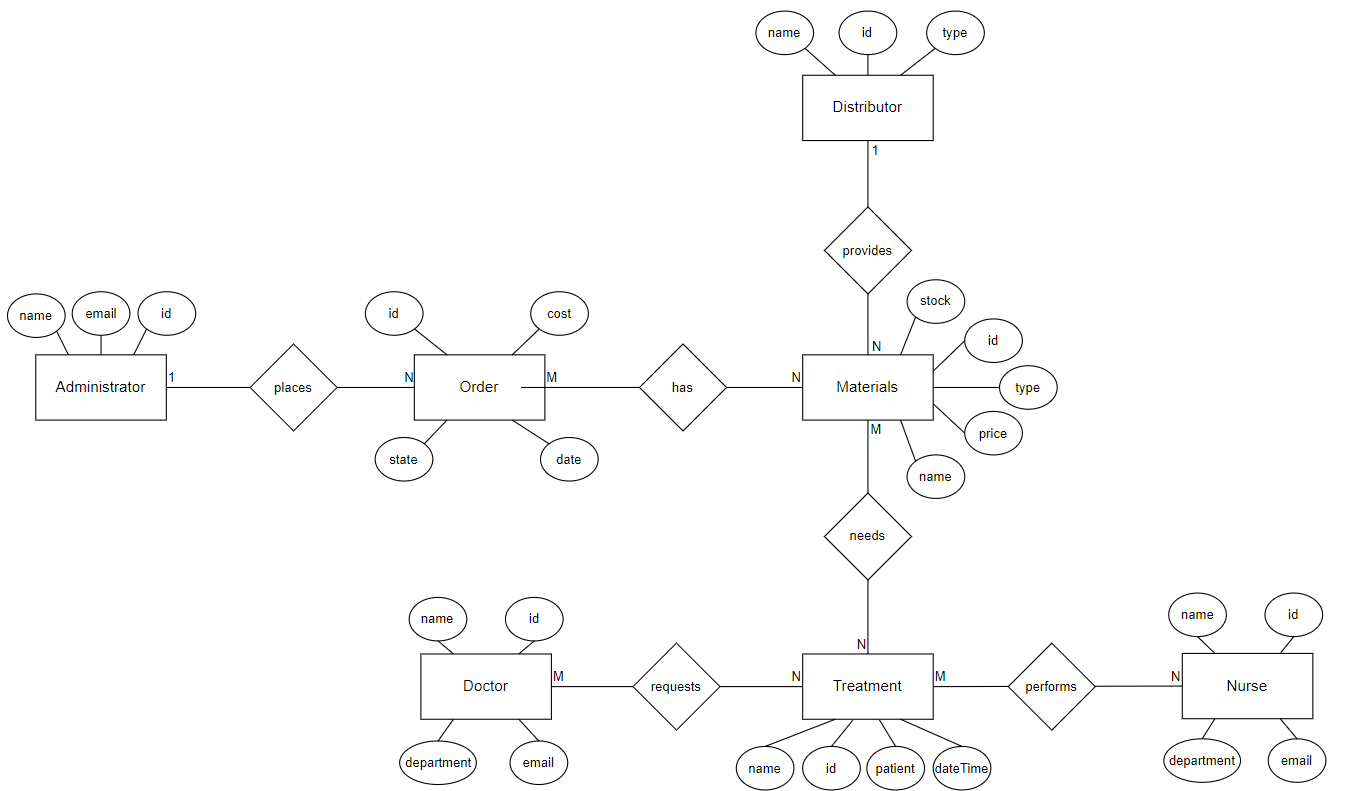 name
id
type
Distributor
1
provides
stock
name
email
id
id
cost
id
N
Administrator
1
places
N
Order
M
has
N
Materials
type
M
price
state
date
name
needs
name
id
name
id
N
Doctor
M
requests
N
Treatment
M
performs
N
Nurse
department
email
name
id
patient
dateTime
department
email